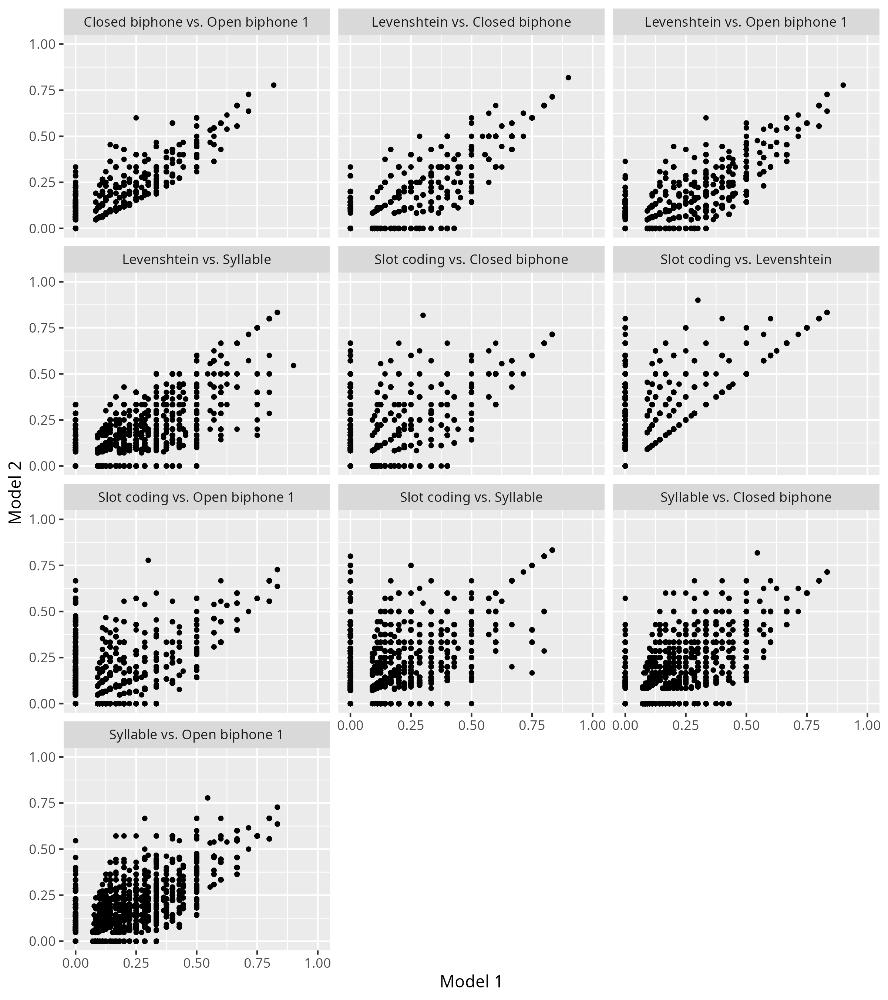 Closed biphone vs. Open biphone 1
Levenshtein vs. Closed biphone
Levenshtein vs. Open biphone 1
1.00
0.75
0.50
0.25
0.00
Levenshtein vs. Syllable
Slot coding vs. Closed biphone
Slot coding vs. Levenshtein
1.00
0.75
0.50
0.25
0.00
Model 2
Slot coding vs. Open biphone 1
Slot coding vs. Syllable
Syllable vs. Closed biphone
1.00
0.75
0.50
0.25
0.00
0.00 0.25 0.50 0.75 1.00
0.00 0.25 0.50 0.75 1.00
Syllable vs. Open biphone 1
1.00
0.75
0.50
0.25
0.00
0.00 0.25 0.50 0.75 1.00
Model 1